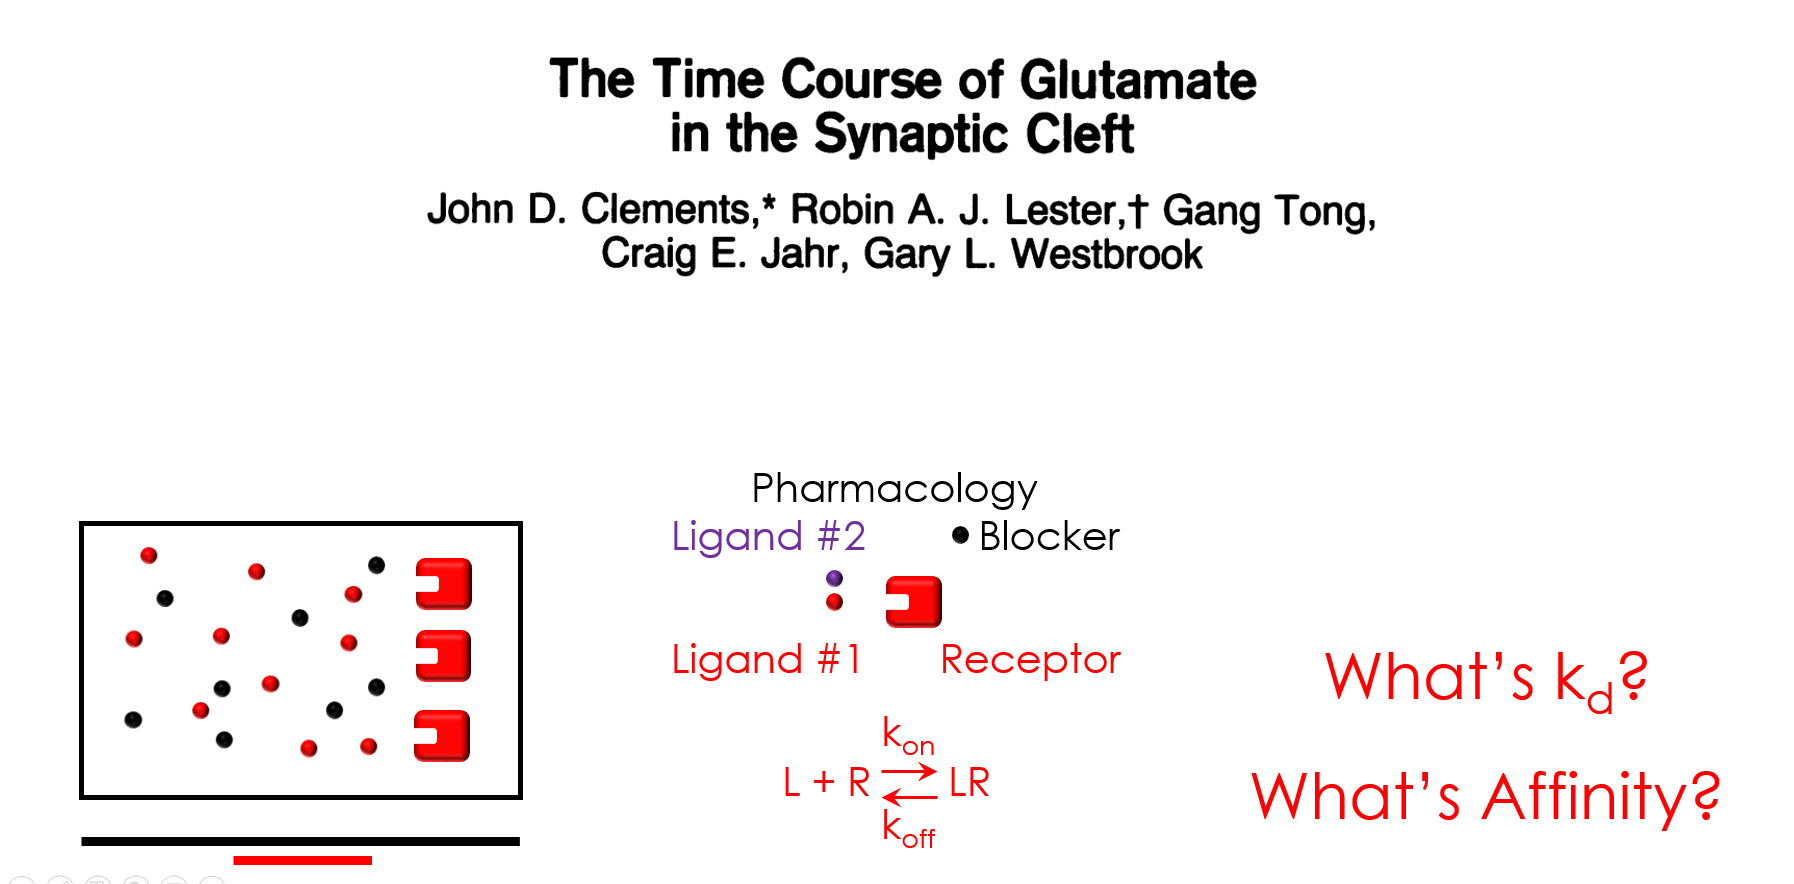 The Time Course of Glutamate
in the Synaptic Cleft
John D. Clements,* Robin A. J. Lester,† Gang Tong,
Craig E. Jahr, Gary L. Westbrook
Pharmacology
Ligand #2 Blocker
Ligand #1 Receptor
kon
L + R LR
koff
What's kd?
What's Affinity?